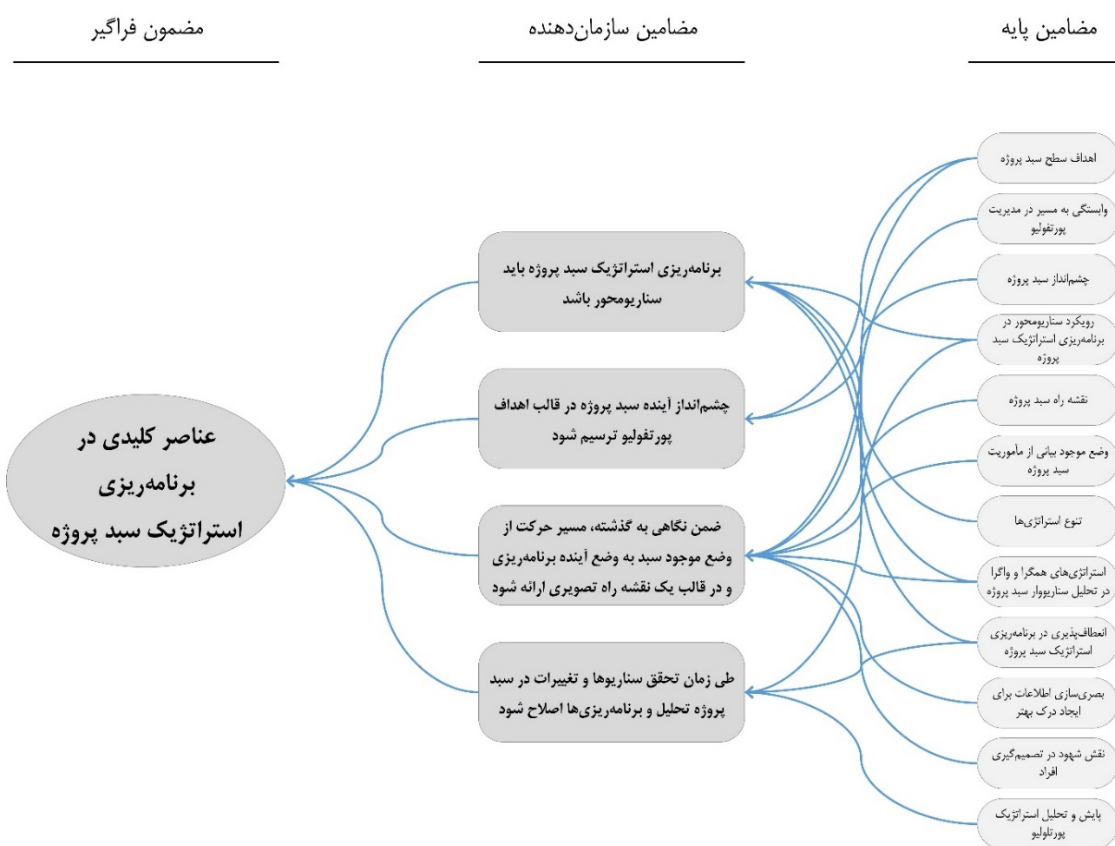 مضامین پایه
مضامین سازمان‌دهنده
مضمون فراگیر
اهداف سطح سبد پروژه
وابستگی به مسیر در مدیریت
پورتفولیو
چشم‌انداز سبد پروژه
رویکرد سناریومحور در
برنامه‌ریزی استراتژیک سبد
پروژه
نقشه راه سبد پروژه
وضع موجود بیانی از مأموریت
سبد پروژه
تنوع استراتژی‌ها
استراتژی‌های همگرا و واگرا
در تحلیل سناریووار سبد پروژه
انعطاف‌پذیری در برنامه‌ریزی
استراتژیک سبد پروژه
بصری‌سازی اطلاعات برای
ایجاد درک بهتر
نقش شهود در تصمیم‌گیری
افراد
پایش و تحلیل استراتژیک
پورتلولیو
برنامه‌ریزی استراتژیک سبد پروژه باید
سناریومحور باشد
چشم‌انداز آینده سبد پروژه در قالب اهداف
پورتفولیو ترسیم شود
ضمن نگاهی به گذشته، مسیر حرکت از
وضع موجود سبد به وضع آینده برنامه‌ریزی
و در قالب یک نقشه راه تصویری ارائه شود
طی زمان تحقق سناریوها و تغییرات در سبد
پروژه تحلیل و برنامه‌ریزی‌ها اصلاح شود
عناصر کلیدی در
برنامه‌ریزی
استراتژیک سبد پروژه